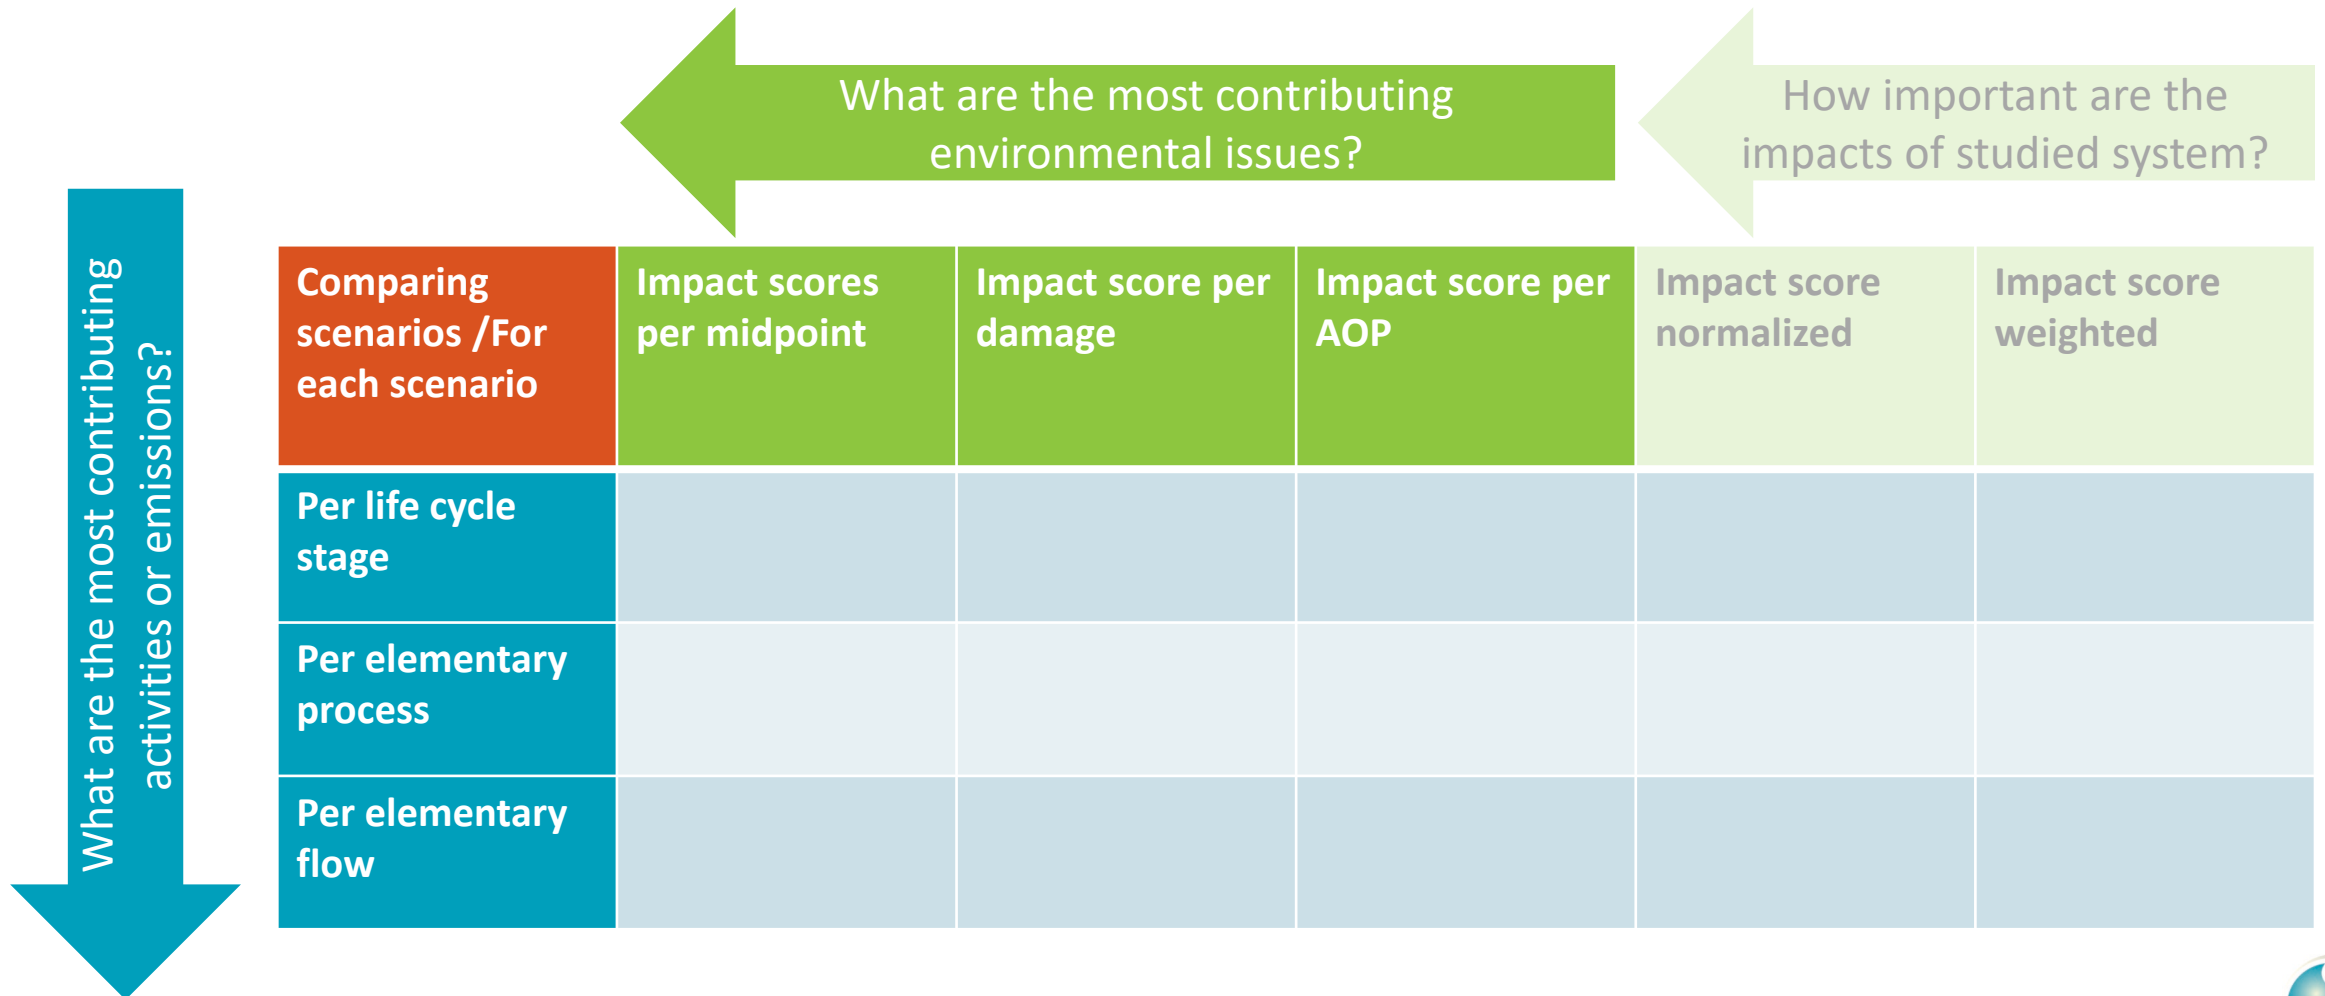 What are the most contributing
environmental issues?
How important are the
impacts of studied system?
What are the most contributing
activities or emissions?
Comparing
scenarios /For
each scenario
Impact scores
per midpoint
Impact score per
damage
Impact score per
AOP
Impact score
normalized
Impact score
weighted
Per life cycle
stage
Per elementary
process
Per elementary
flow